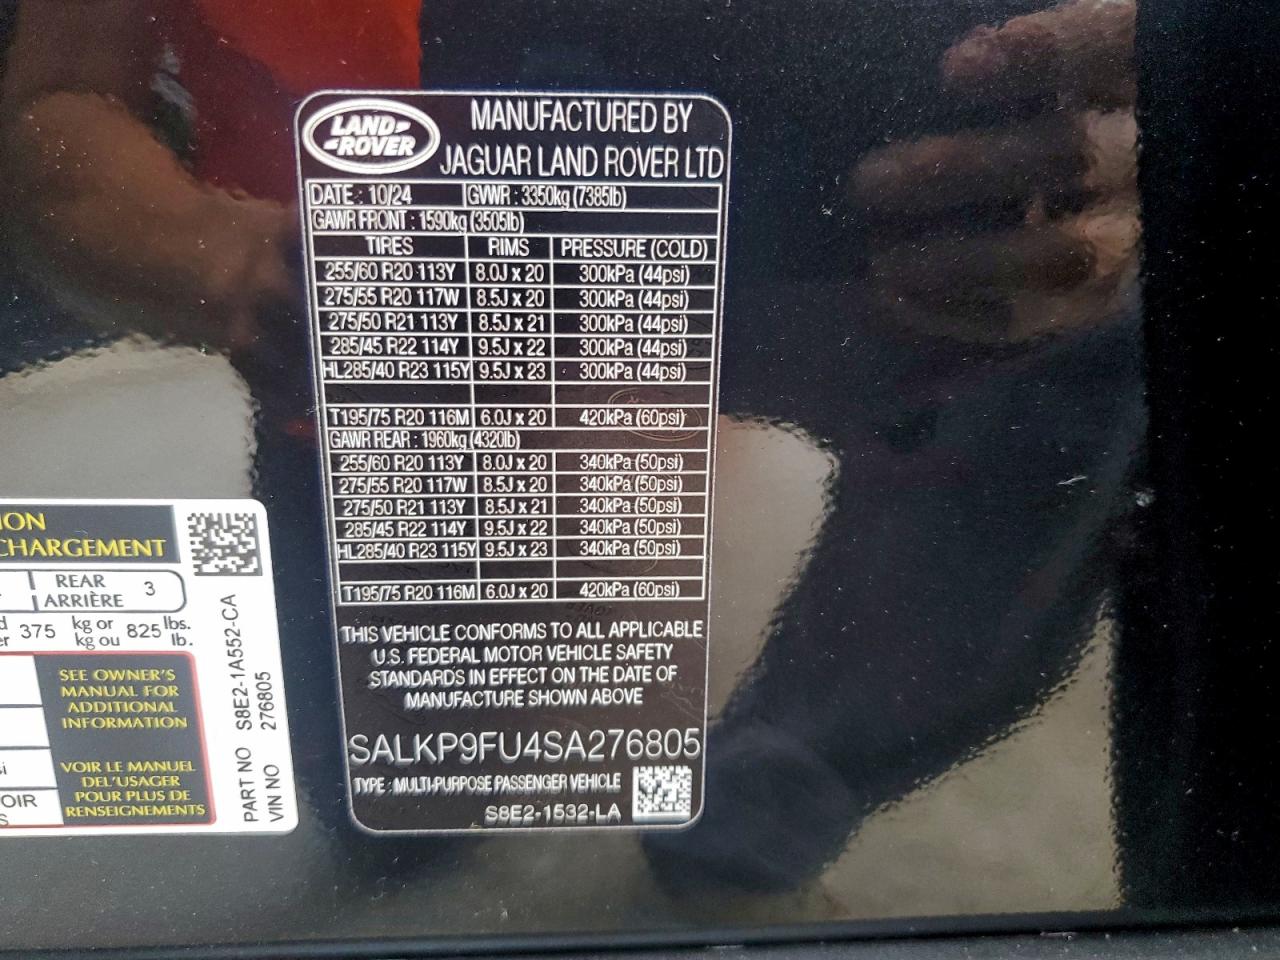 LAND
ROVER
MANUFACTURED BY
JAGUAR LAND ROVER LTD
DATE : 10/24 GVWR : 3350kg (7385lb)
GAWR FRONT : 1590kg (3505lb)
TIRES RIMS PRESSURE (COLD)
255/60 R20 113Y 8.0J x 20 300kPa (44psi)
275/55 R20 117W 8.5J x 20 300kPa (44psi)
275/50 R21 113Y 8.5J x 21 300kPa (44psi)
285/45 R22 114Y 9.5J x 22 300kPa (44psi)
HL285/40 R23 115Y 9.5J x 23 300kPa (44psi)
T195/75 R20 116M 6.0J x 20 420kPa (60psi)
GAWR REAR : 1960kg (4320lb)
255/60 R20 113Y 8.0J x 20 340kPa (50psi)
275/55 R20 117W 8.5J x 20 340kPa (50psi)
275/50 R21 113Y 8.5J x 21 340kPa (50psi)
285/45 R22 114Y 9.5J x 22 340kPa (50psi)
HL285/40 R23 115Y 9.5J x 23 340kPa (50psi)
T195/75 R20 116M 6.0J x 20 420kPa (60psi)
THIS VEHICLE CONFORMS TO ALL APPLICABLE
U.S. FEDERAL MOTOR VEHICLE SAFETY
STANDARDS IN EFFECT ON THE DATE OF
MANUFACTURE SHOWN ABOVE
SALKP9FU4SA276805
TYPE : MULTI-PURPOSE PASSENGER VEHICLE
S8E2-1532-LA
CHARGEMENT
REAR
ARRIÈRE 3
375 kg or 825 lbs.
kg ou lb.
SEE OWNER'S
MANUAL FOR
ADDITIONAL
INFORMATION
VOIR LE MANUEL
DEL'USAGER
POUR PLUS DE
RENSEIGNEMENTS
PART NO S8E2-1A552-CA
VIN NO 276805